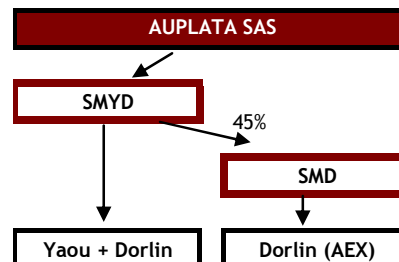 AUPLATA SAS
SMYD
45%
SMD
Yaou + Dorlin
Dorlin (AEX)